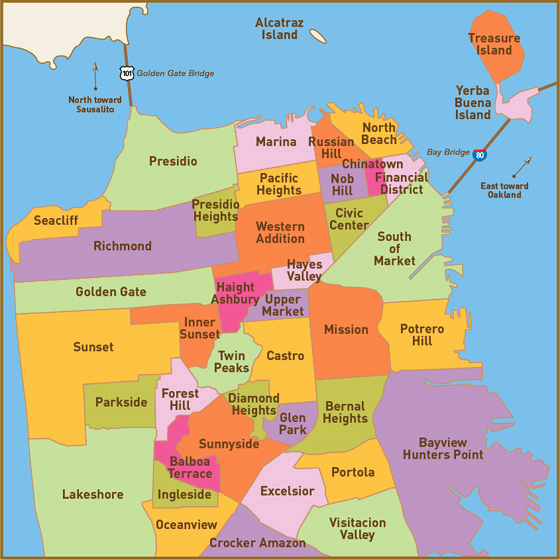 Alcatraz
Island
Treasure
Island
101
Golden Gate Bridge
North toward
Sausalito
Yerba
Buena
Island
Bay Bridge
80
East toward
Oakland
Presidio
Marina
Russian
Hill
North
Beach
Chinatown
Financial
District
Nob
Hill
Pacific
Heights
Presidio
Heights
Seacliff
Richmond
Western
Addition
Civic
Center
South
of
Market
Hayes
Valley
Golden Gate
Haight
Ashbury
Upper
Market
Inner
Sunset
Sunset
Mission
Potrero
Hill
Twin
Peaks
Castro
Parkside
Forest
Hill
Diamond
Heights
Glen
Park
Bernal
Heights
Sunnyside
Bayview
Hunters Point
Balboa
Terrace
Portola
Lakeshore
Ingleside
Excelsior
Oceanview
Visitacion
Valley
Crocker Amazon